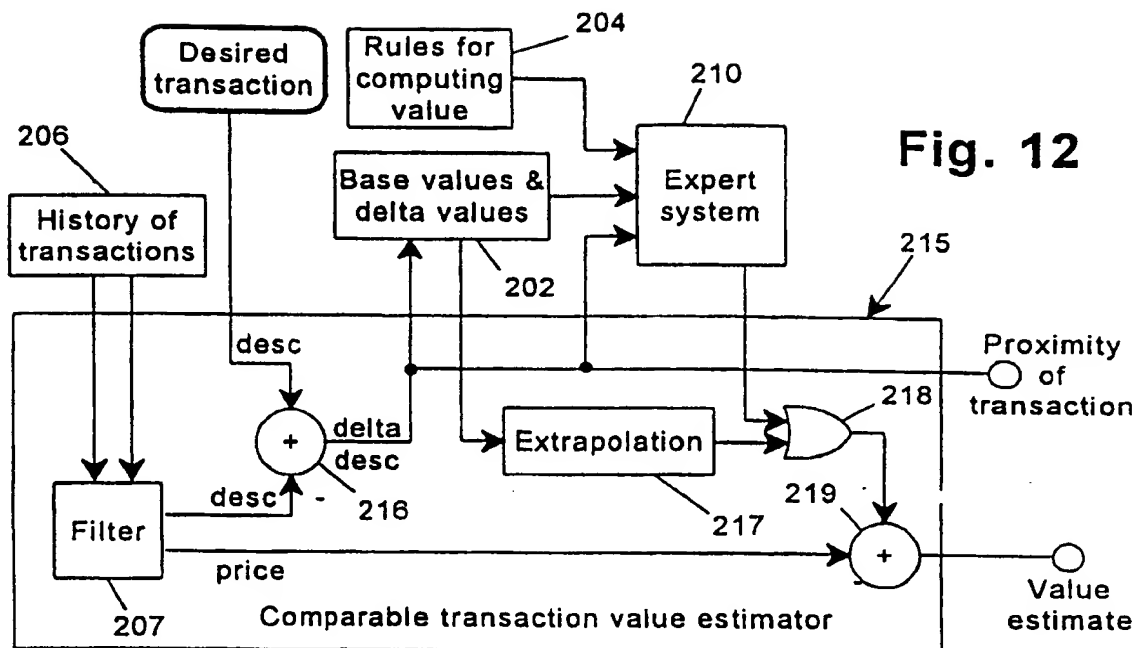 204
Desired
transaction
Rules for
computing
value
210
Fig. 12
206
History of
transactions
Base values &
delta values
Expert
system
202
215
desc
Proximity
of
transaction
+
delta
desc
Extrapolation
218
desc
-
216
217
219
Filter
price
+
-
207
Comparable transaction value estimator
Value
estimate